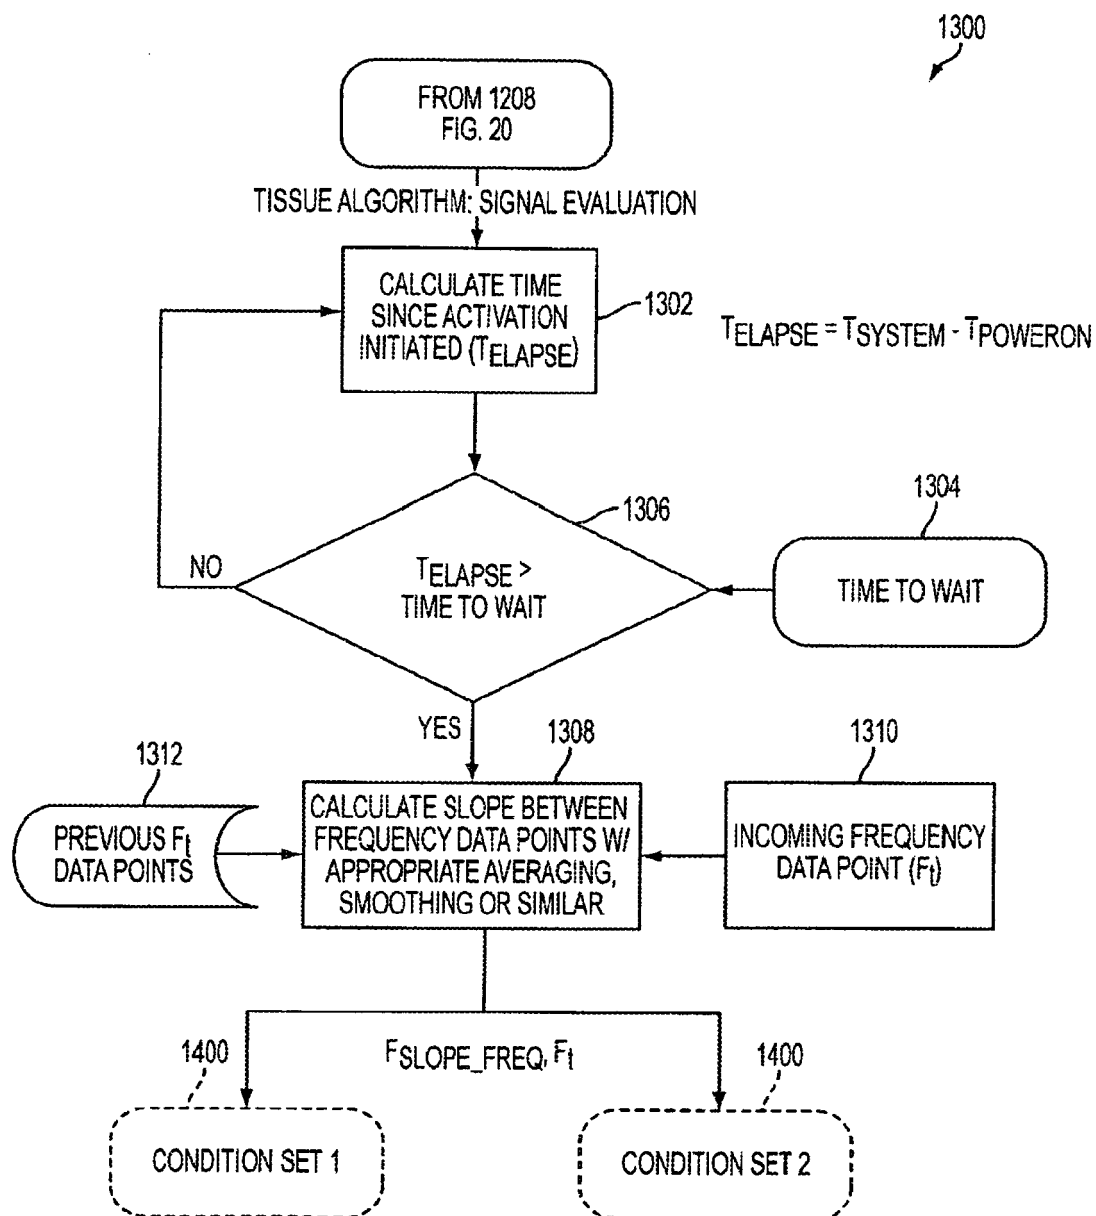 1300
FROM 1208
FIG. 20
TISSUE ALGORITHM: SIGNAL EVALUATION
CALCULATE TIME
SINCE ACTIVATION
INITIATED (TELAPSE)
1302
TELAPSE = TSYSTEM - TPOWERON
1306
1304
NO
TELAPSE >
TIME TO WAIT
TIME TO WAIT
YES
1308
1310
1312
PREVIOUS Ft
DATA POINTS
CALCULATE SLOPE BETWEEN
FREQUENCY DATA POINTS W/
APPROPRIATE AVERAGING,
SMOOTHING OR SIMILAR
INCOMING FREQUENCY
DATA POINT (Ft)
1400
FSLOPE_FREQ, Ft
1400
CONDITION SET 1
CONDITION SET 2